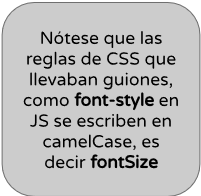 Nótese que las
reglas de CSS que
llevaban guiones,
como font-style en
JS se escriben en
camelCase, es
decir fontSize